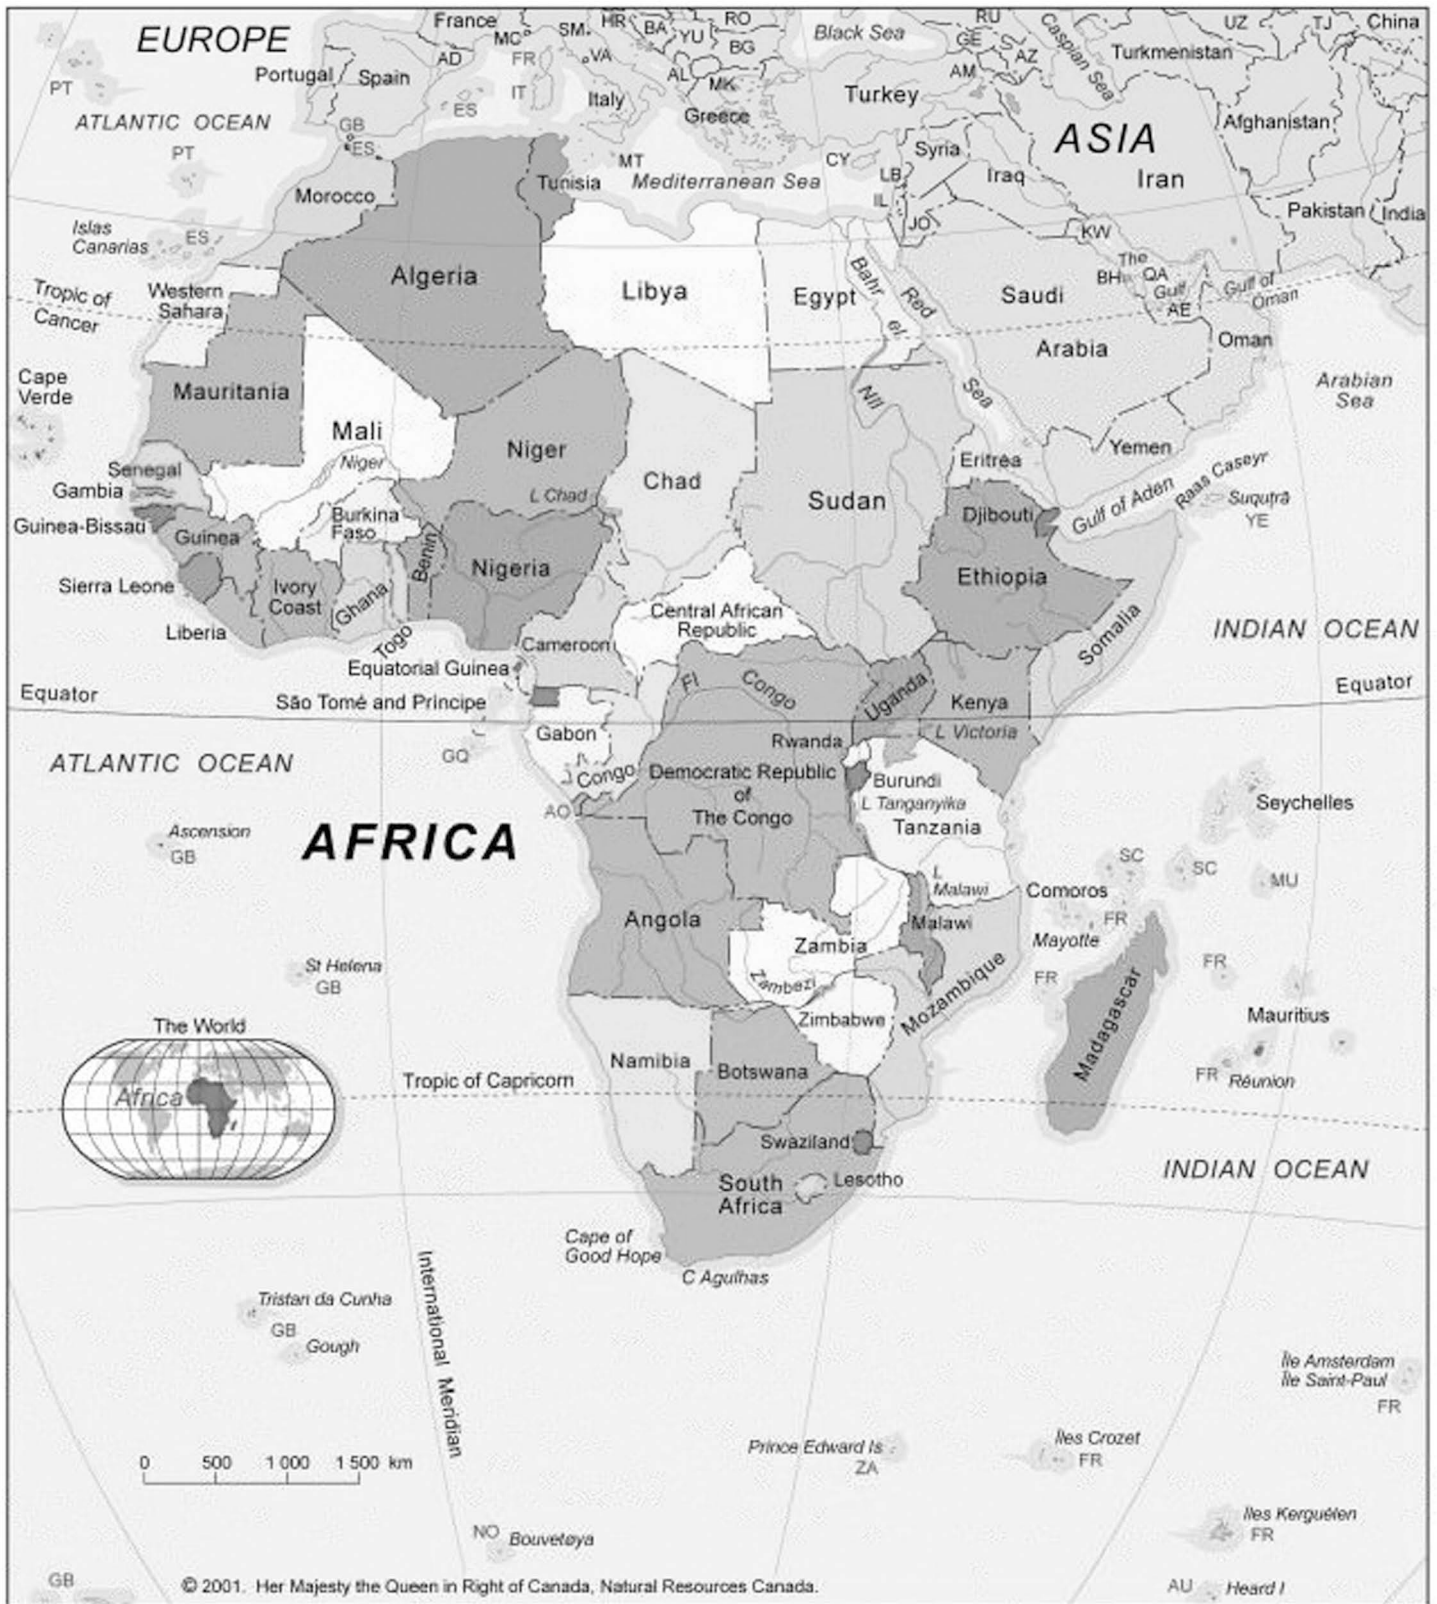 EUROPE
France
MC
SM
HR
BA
YU
RO
BG
Black Sea
RU
GE
AZ
AM
Caspian Sea
UZ
TJ
China
Turkmenistan
Portugal
Spain
AD
FR
VA
AL
MK
IT
Italy
Greece
ES
Turkey
Afghanistan
PT
ATLANTIC OCEAN
GB
ES
PT
Tunisia
MT
Mediterranean Sea
CY
Syria
LB
IL
JO
Iraq
ASIA
Iran
Pakistan
India
Morocco
Islas
Canarias
ES
KW
The
Gulf
BH
QA
AE
Gulf of
Oman
Algeria
Libya
Egypt
Bahr
el
Nil
Red
Sea
Saudi
Arabia
Oman
Western
Sahara
Tropic of
Cancer
Cape
Verde
Mauritania
Mali
Niger
Niger
Chad
Sudan
Eritrea
Yemen
Arabian
Sea
Senegal
Gambia
Guinea-Bissau
Guinea
Burkina
Faso
L Chad
Djibouti
Gulf of Aden
Raas Caseyr
Suquţrā
YE
Sierra Leone
Ivory
Coast
Ghana
Benin
Nigeria
Ethiopia
Liberia
Togo
Central African
Republic
Cameroon
Somalia
INDIAN OCEAN
Equatorial Guinea
Equator
São Tomé and Príncipe
Fl
Congo
Uganda
Kenya
Equator
Gabon
GQ
Congo
Rwanda
L Victoria
ATLANTIC OCEAN
Democratic Republic
of
The Congo
Burundi
L Tanganyika
Tanzania
AO
Seychelles
Ascension
GB
AFRICA
SC
SC
MU
L
Malawi
Comoros
FR
Mayotte
Angola
Zambia
Malawi
FR
FR
St Helena
GB
Zambezi
Mozambique
Madagascar
Zimbabwe
Mauritius
The World
Africa
Namibia
Botswana
FR
Réunion
Tropic of Capricorn
Swaziland
South
Africa
Lesotho
INDIAN OCEAN
Cape of
Good Hope
C Agulhas
International Meridian
Tristan da Cunha
GB
Gough
Île Amsterdam
Île Saint-Paul
FR
Prince Edward Is
ZA
Îles Crozet
FR
0 500 1 000 1 500 km
NO
Bouvetøya
Îles Kerguélen
FR
GB
© 2001. Her Majesty the Queen in Right of Canada, Natural Resources Canada.
AU
Heard I